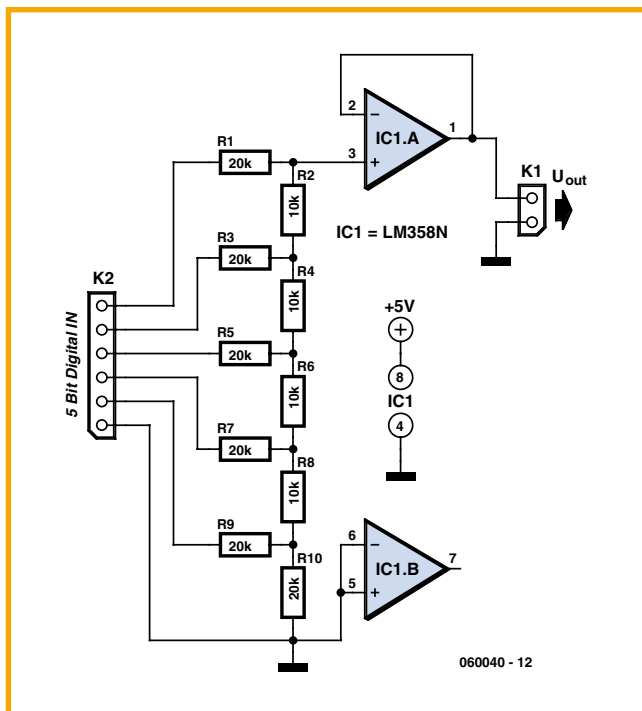 2
IC1.A
1
3
R1
20k
R2
10k
K1
Uout
IC1 = LM358N
R3
20k
R4
10k
K2
5 Bit Digital IN
+5V
R5
20k
R6
10k
8
IC1
4
R7
20k
R8
10k
R9
20k
R10
20k
6
IC1.B
7
5
060040 - 12